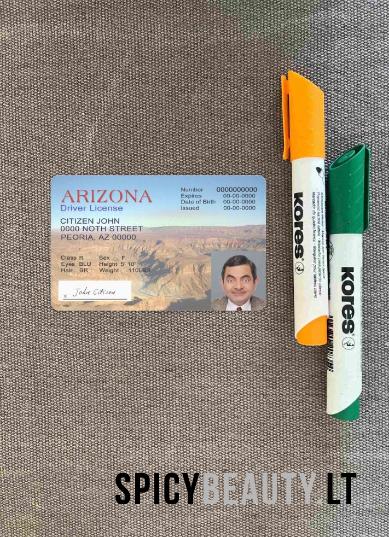 ARIZONA
Driver License
Number 0000000000
Expires 00-00-0000
Date of Birth 00-00-0000
Issued 00-00-0000
CITIZEN JOHN
0000 NOTH STREET
PEORIA, AZ 00000
Class R Sex F
Eyes BLU Height 5'10"
Hair BR Weight 110LBS
John Citizen
kores
kores
SPICYBEAUTY.LT